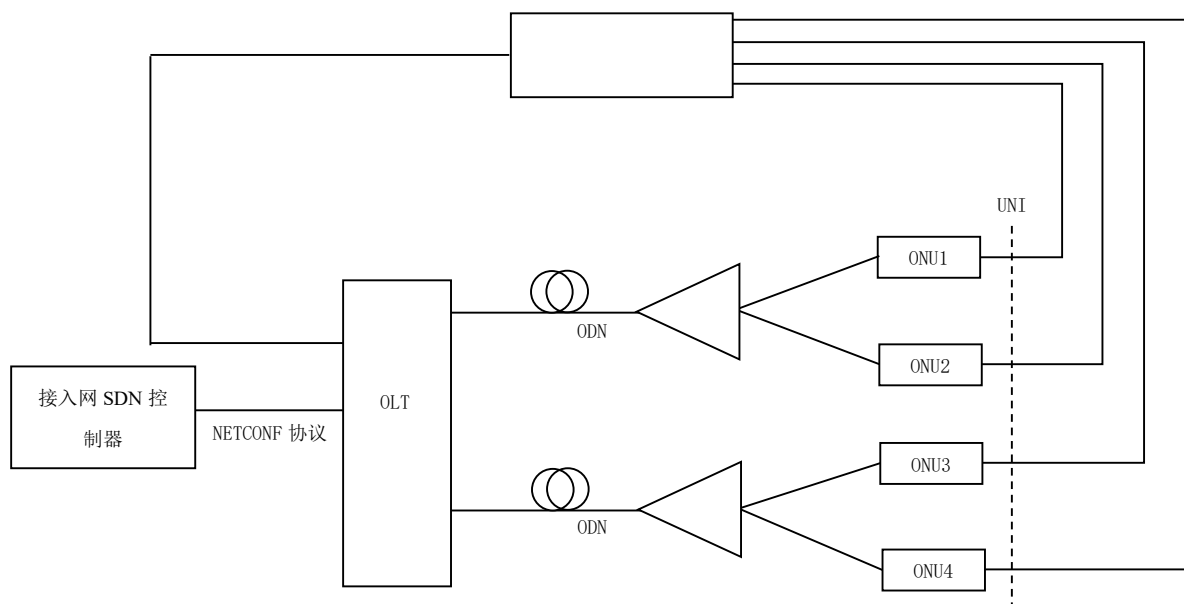 UNI
ONU1
ODN
ONU2
接入网 SDN 控
制器
NETCONF 协议
OLT
ONU3
ODN
ONU4